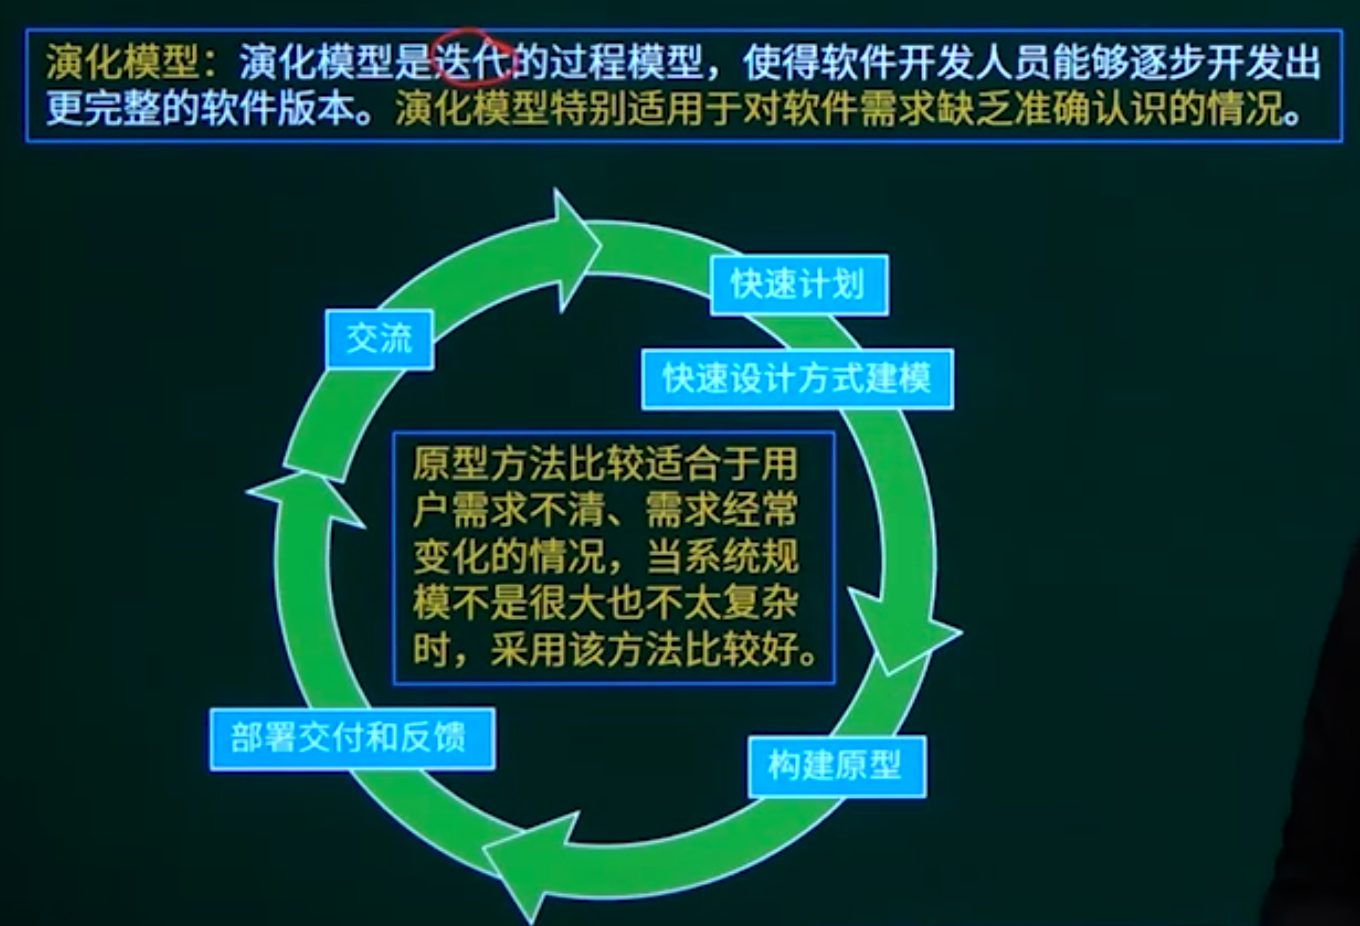 演化模型：演化模型是迭代的过程模型，使得软件开发人员能够逐步开发出
更完整的软件版本。演化模型特别适用于对软件需求缺乏准确认识的情况。
快速计划
交流
快速设计方式建模
原型方法比较适合于用
户需求不清、需求经常
变化的情况，当系统规
模不是很大也不太复杂
时，采用该方法比较好。
部署交付和反馈
构建原型